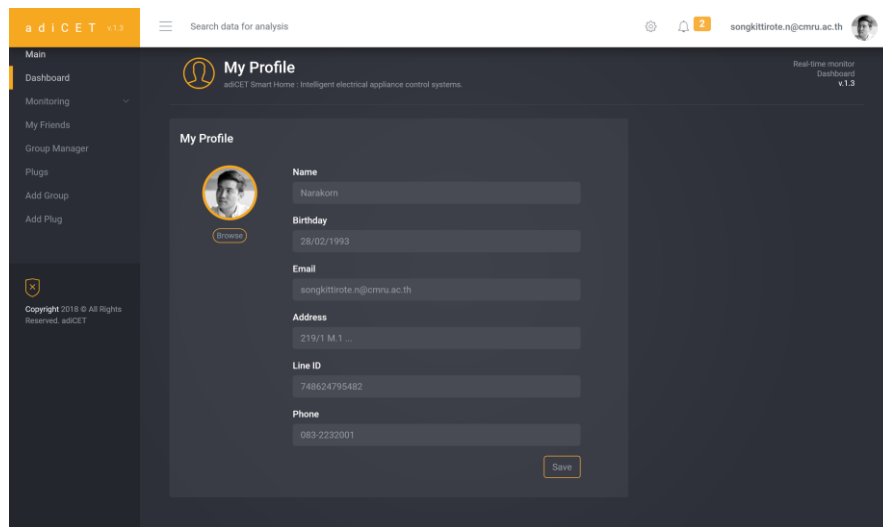 adiCET v.1.3
Search data for analysis
2
songkittirote.n@cmru.ac.th
Main
Dashboard
Monitoring
My Friends
Group Manager
Plugs
Add Group
Add Plug
Copyright 2018 © All Rights
Reserved. adiCET
My Profile
adiCET Smart Home : Intelligent electrical appliance control systems.
Real-time monitor
Dashboard
v.1.3
My Profile
Browse
Name
Narakorn
Birthday
28/02/1993
Email
songkittirote.n@cmru.ac.th
Address
219/1 M.1 ...
Line ID
748624795482
Phone
083-2232001
Save